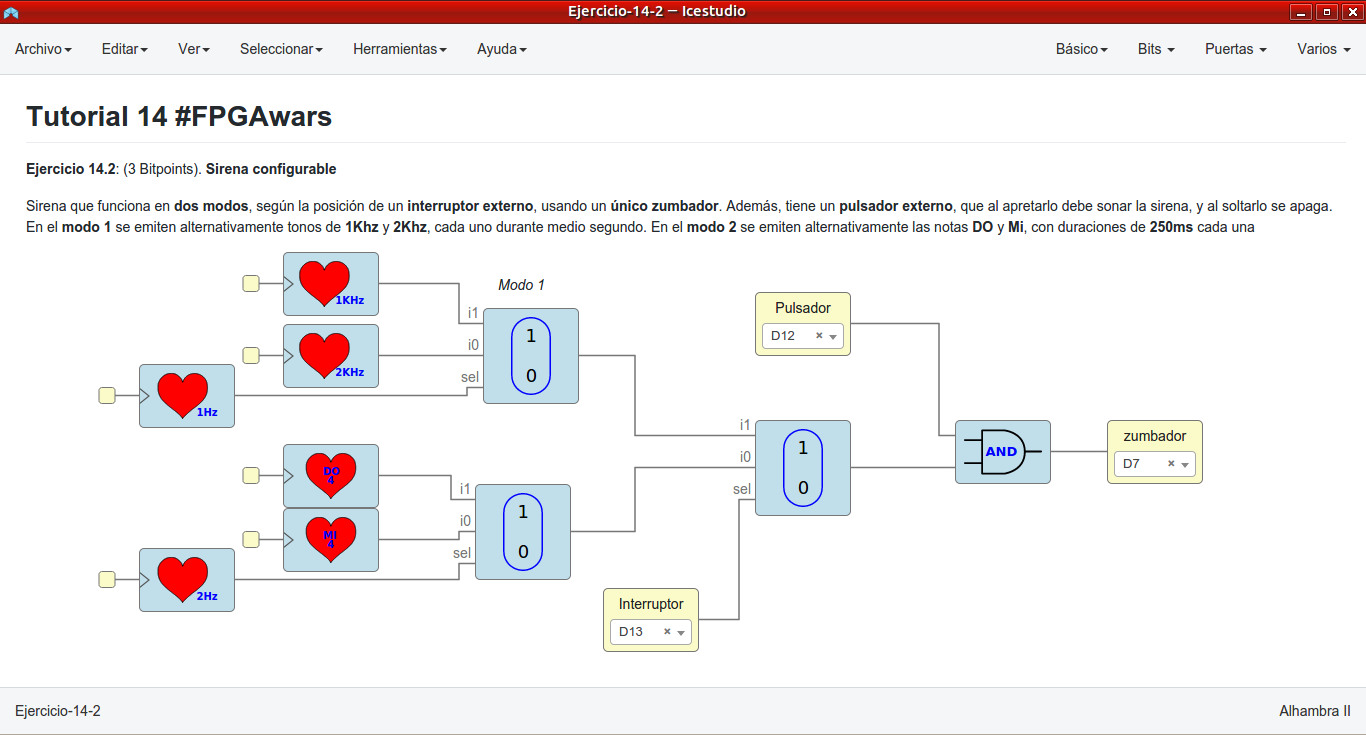 Ejercicio-14-2 — Icestudio
Archivo Editar Ver Seleccionar Herramientas Ayuda Básico Bits Puertas Varios
Tutorial 14 #FPGAwars
Ejercicio 14.2: (3 Bitpoints). Sirena configurable
Sirena que funciona en dos modos, según la posición de un interruptor externo, usando un único zumbador. Además, tiene un pulsador externo, que al apretarlo debe sonar la sirena, y al soltarlo se apaga.
En el modo 1 se emiten alternativamente tonos de 1Khz y 2Khz, cada uno durante medio segundo. En el modo 2 se emiten alternativamente las notas DO y Mi, con duraciones de 250ms cada una
Modo 1
1KHz
i1
i0
sel
1
0
2KHz
1Hz
Pulsador
D12
DO
4
MI
4
2Hz
i1
i0
sel
1
0
i1
i0
sel
1
0
Interruptor
D13
AND
zumbador
D7
Ejercicio-14-2 Alhambra II